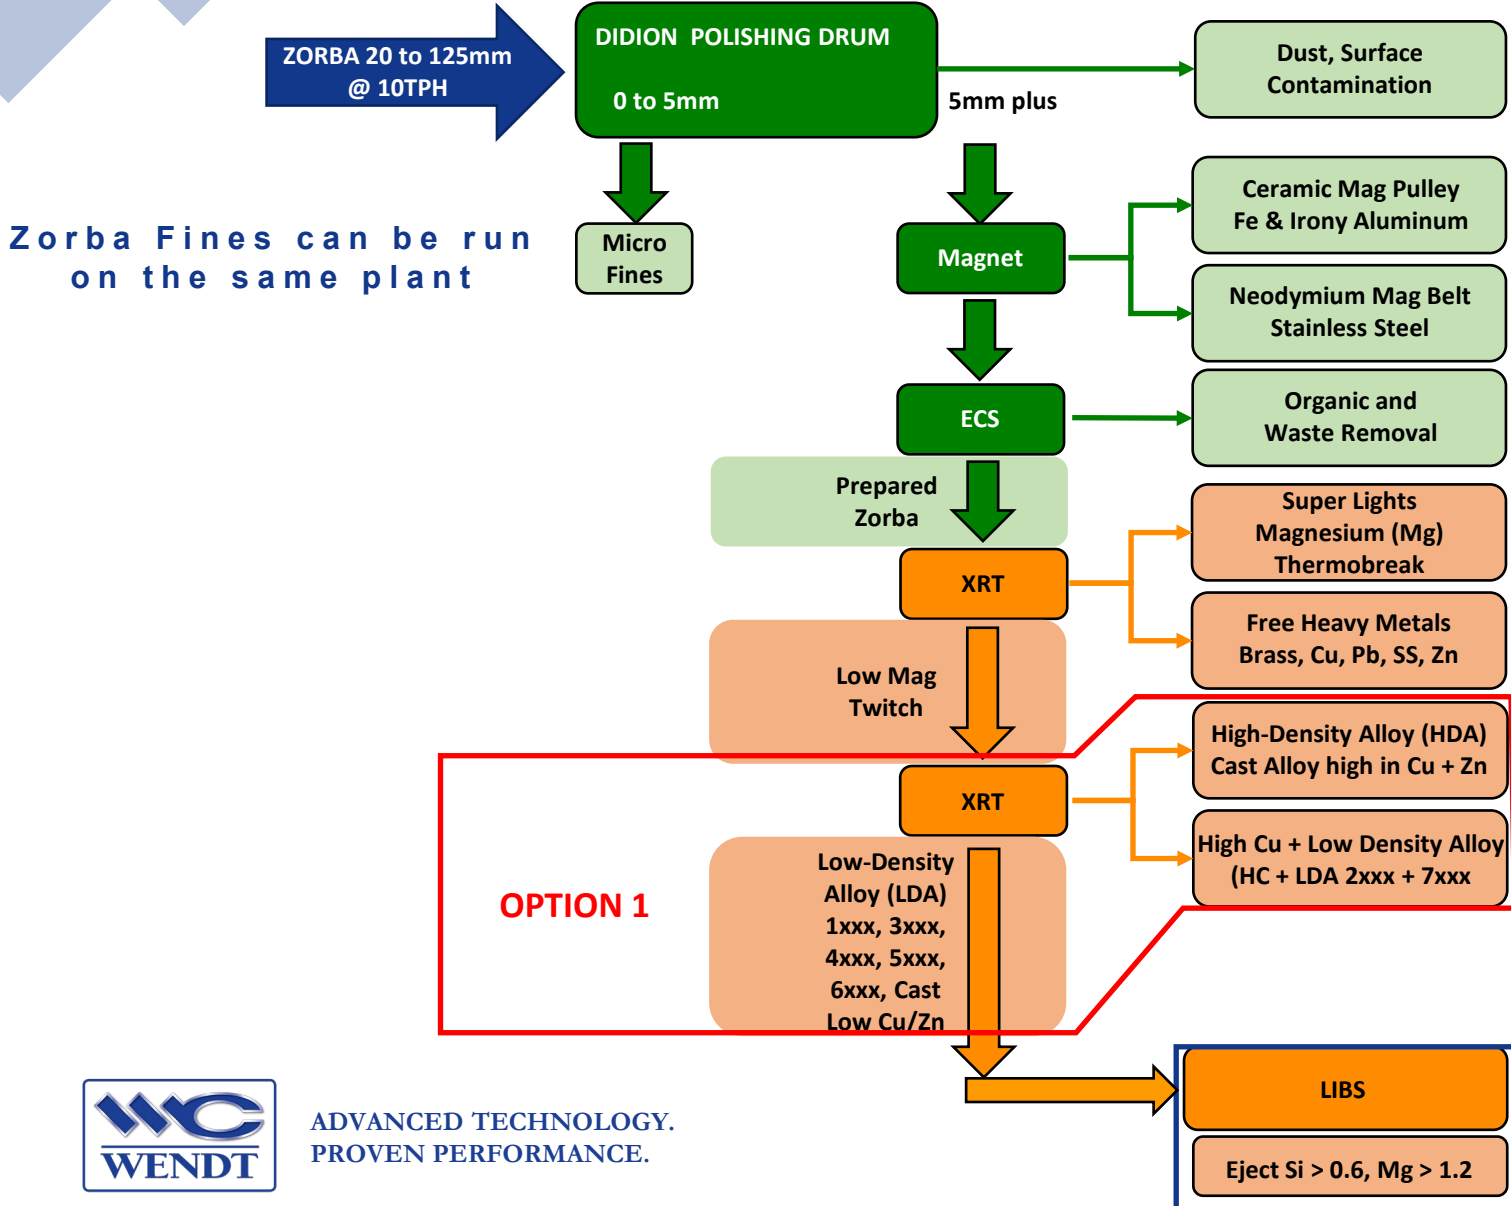 ZORBA 20 to 125mm
@ 10TPH
DIDION POLISHING DRUM
0 to 5mm
5mm plus
Dust, Surface
Contamination
Zorba Fines can be run
on the same plant
Micro
Fines
Magnet
Ceramic Mag Pulley
Fe & Irony Aluminum
Neodymium Mag Belt
Stainless Steel
ECS
Organic and
Waste Removal
Prepared
Zorba
XRT
Super Lights
Magnesium (Mg)
Thermobreak
Free Heavy Metals
Brass, Cu, Pb, SS, Zn
Low Mag
Twitch
XRT
High-Density Alloy (HDA)
Cast Alloy high in Cu + Zn
High Cu + Low Density Alloy
(HC + LDA 2xxx + 7xxx
OPTION 1
Low-Density
Alloy (LDA)
1xxx, 3xxx,
4xxx, 5xxx,
6xxx, Cast
Low Cu/Zn
LIBS
Eject Si > 0.6, Mg > 1.2
WC
WENDT
ADVANCED TECHNOLOGY.
PROVEN PERFORMANCE.